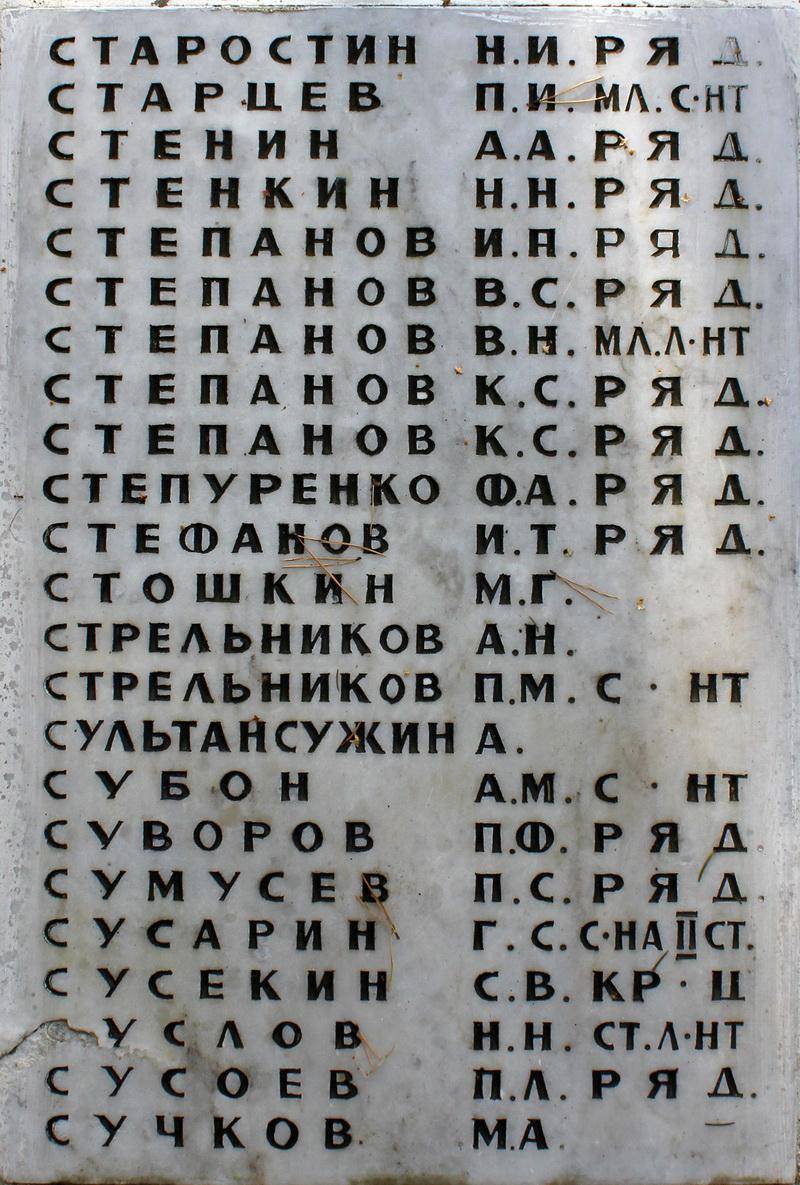 СТАРОСТИН Н.И. РЯД.
СТАРЦЕВ П.И. МЛ.С·НТ
СТЕНИН А.А. РЯД.
СТЕНКИН Н.Н. РЯД.
СТЕПАНОВ И.Я. РЯД.
СТЕПАНОВ В.С. РЯД.
СТЕПАНОВ В.Н. МЛ.Л·НТ
СТЕПАНОВ К.С. РЯД.
СТЕПАНОВ К.С. РЯД.
СТЕПУРЕНКО Ф.А. РЯД.
СТЕФАНОВ И.Т. РЯД.
СТОШКИН М.Г.
СТРЕЛЬНИКОВ А.Н.
СТРЕЛЬНИКОВ П.М. С·НТ
СУЛЬТАНСУЖИН А.
СУБОН А.М. С·НТ
СУВОРОВ П.Ф. РЯД
СУМУСЕВ П.С. РЯД.
СУСАРИН Г.С. С·НА II СТ.
СУСЕКИН С.В. КР·Ц
СУСЛОВ Н.Н. СТ.Л·НТ
СУСОЕВ П.Л. РЯД.
СУЧКОВ М.А.